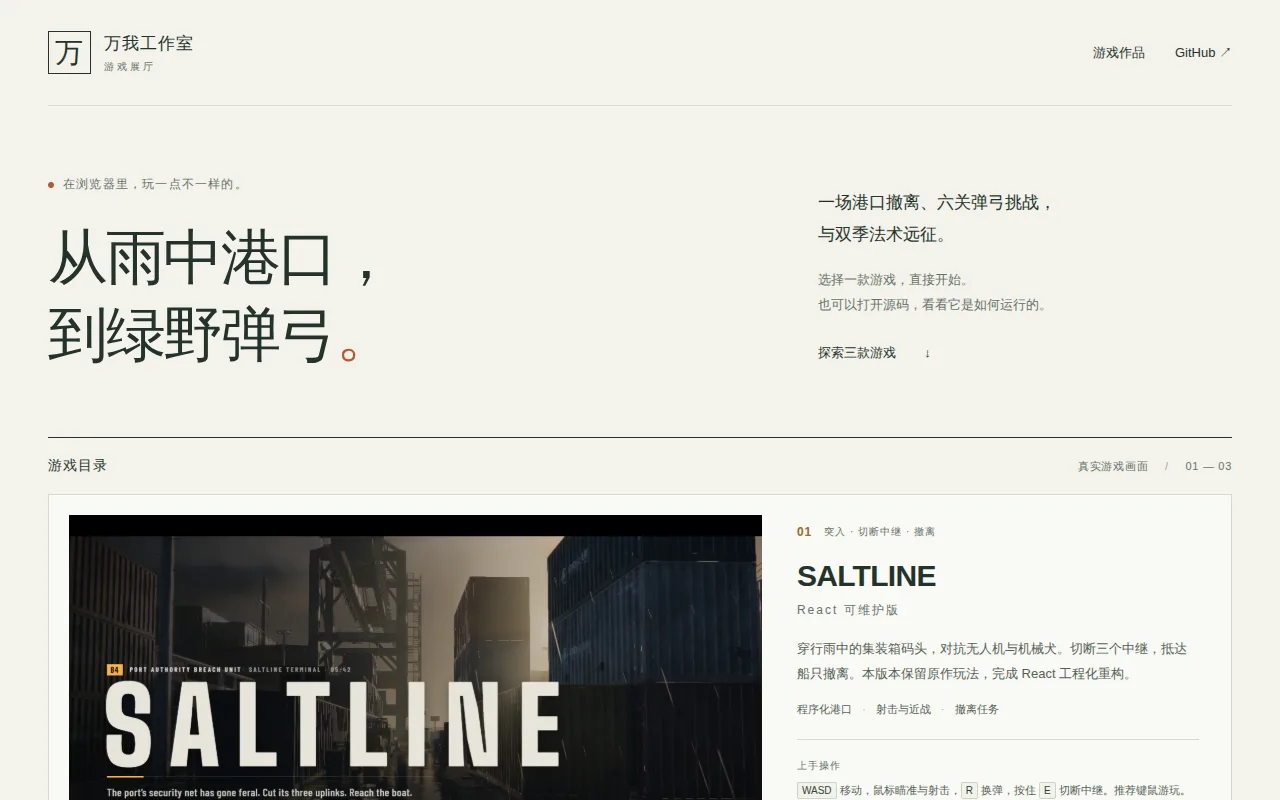 万
万我工作室
游戏展厅
游戏作品
GitHub ↗
在浏览器里，玩一点不一样的。
从雨中港口，
到绿野弹弓。
一场港口撤离、六关弹弓挑战，
与双季法术远征。
选择一款游戏，直接开始。
也可以打开源码，看看它是如何运行的。
探索三款游戏 ↓
游戏目录
真实游戏画面 / 01 — 03
04 PORT AUTHORITY BREACH UNIT · SALTLINE TERMINAL · 05:42
SALTLINE
The port's security net has gone feral. Cut its three uplinks. Reach the boat.
01 突入 · 切断中继 · 撤离
SALTLINE
React 可维护版
穿行雨中的集装箱码头，对抗无人机与机械犬。切断三个中继，抵达
船只撤离。本版本保留原作玩法，完成 React 工程化重构。
程序化港口 · 射击与近战 · 撤离任务
上手操作
WASD 移动，鼠标瞄准与射击，R 换弹，按住 E 切断中继。推荐键鼠游玩。